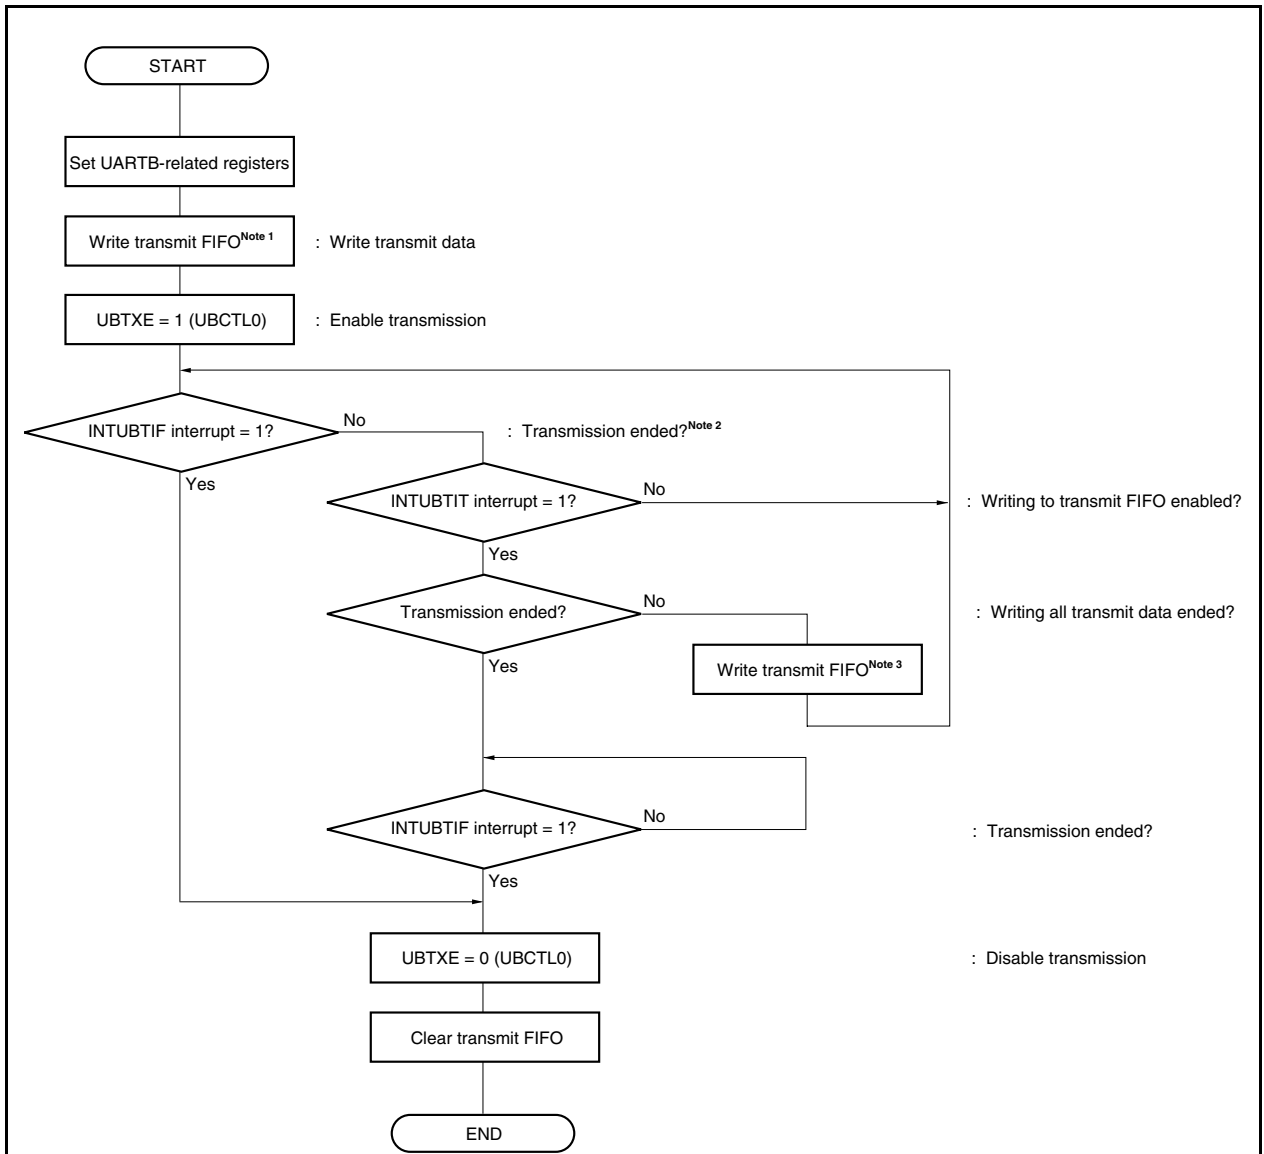 START
Set UARTB-related registers
Write transmit FIFONote 1 : Write transmit data
UBTXE = 1 (UBCTL0) : Enable transmission
INTUBTIF interrupt = 1? No : Transmission ended?Note 2
Yes
INTUBTIT interrupt = 1? No : Writing to transmit FIFO enabled?
Yes
Transmission ended? No : Writing all transmit data ended?
Yes
Write transmit FIFONote 3
INTUBTIF interrupt = 1? No : Transmission ended?
Yes
UBTXE = 0 (UBCTL0) : Disable transmission
Clear transmit FIFO
END